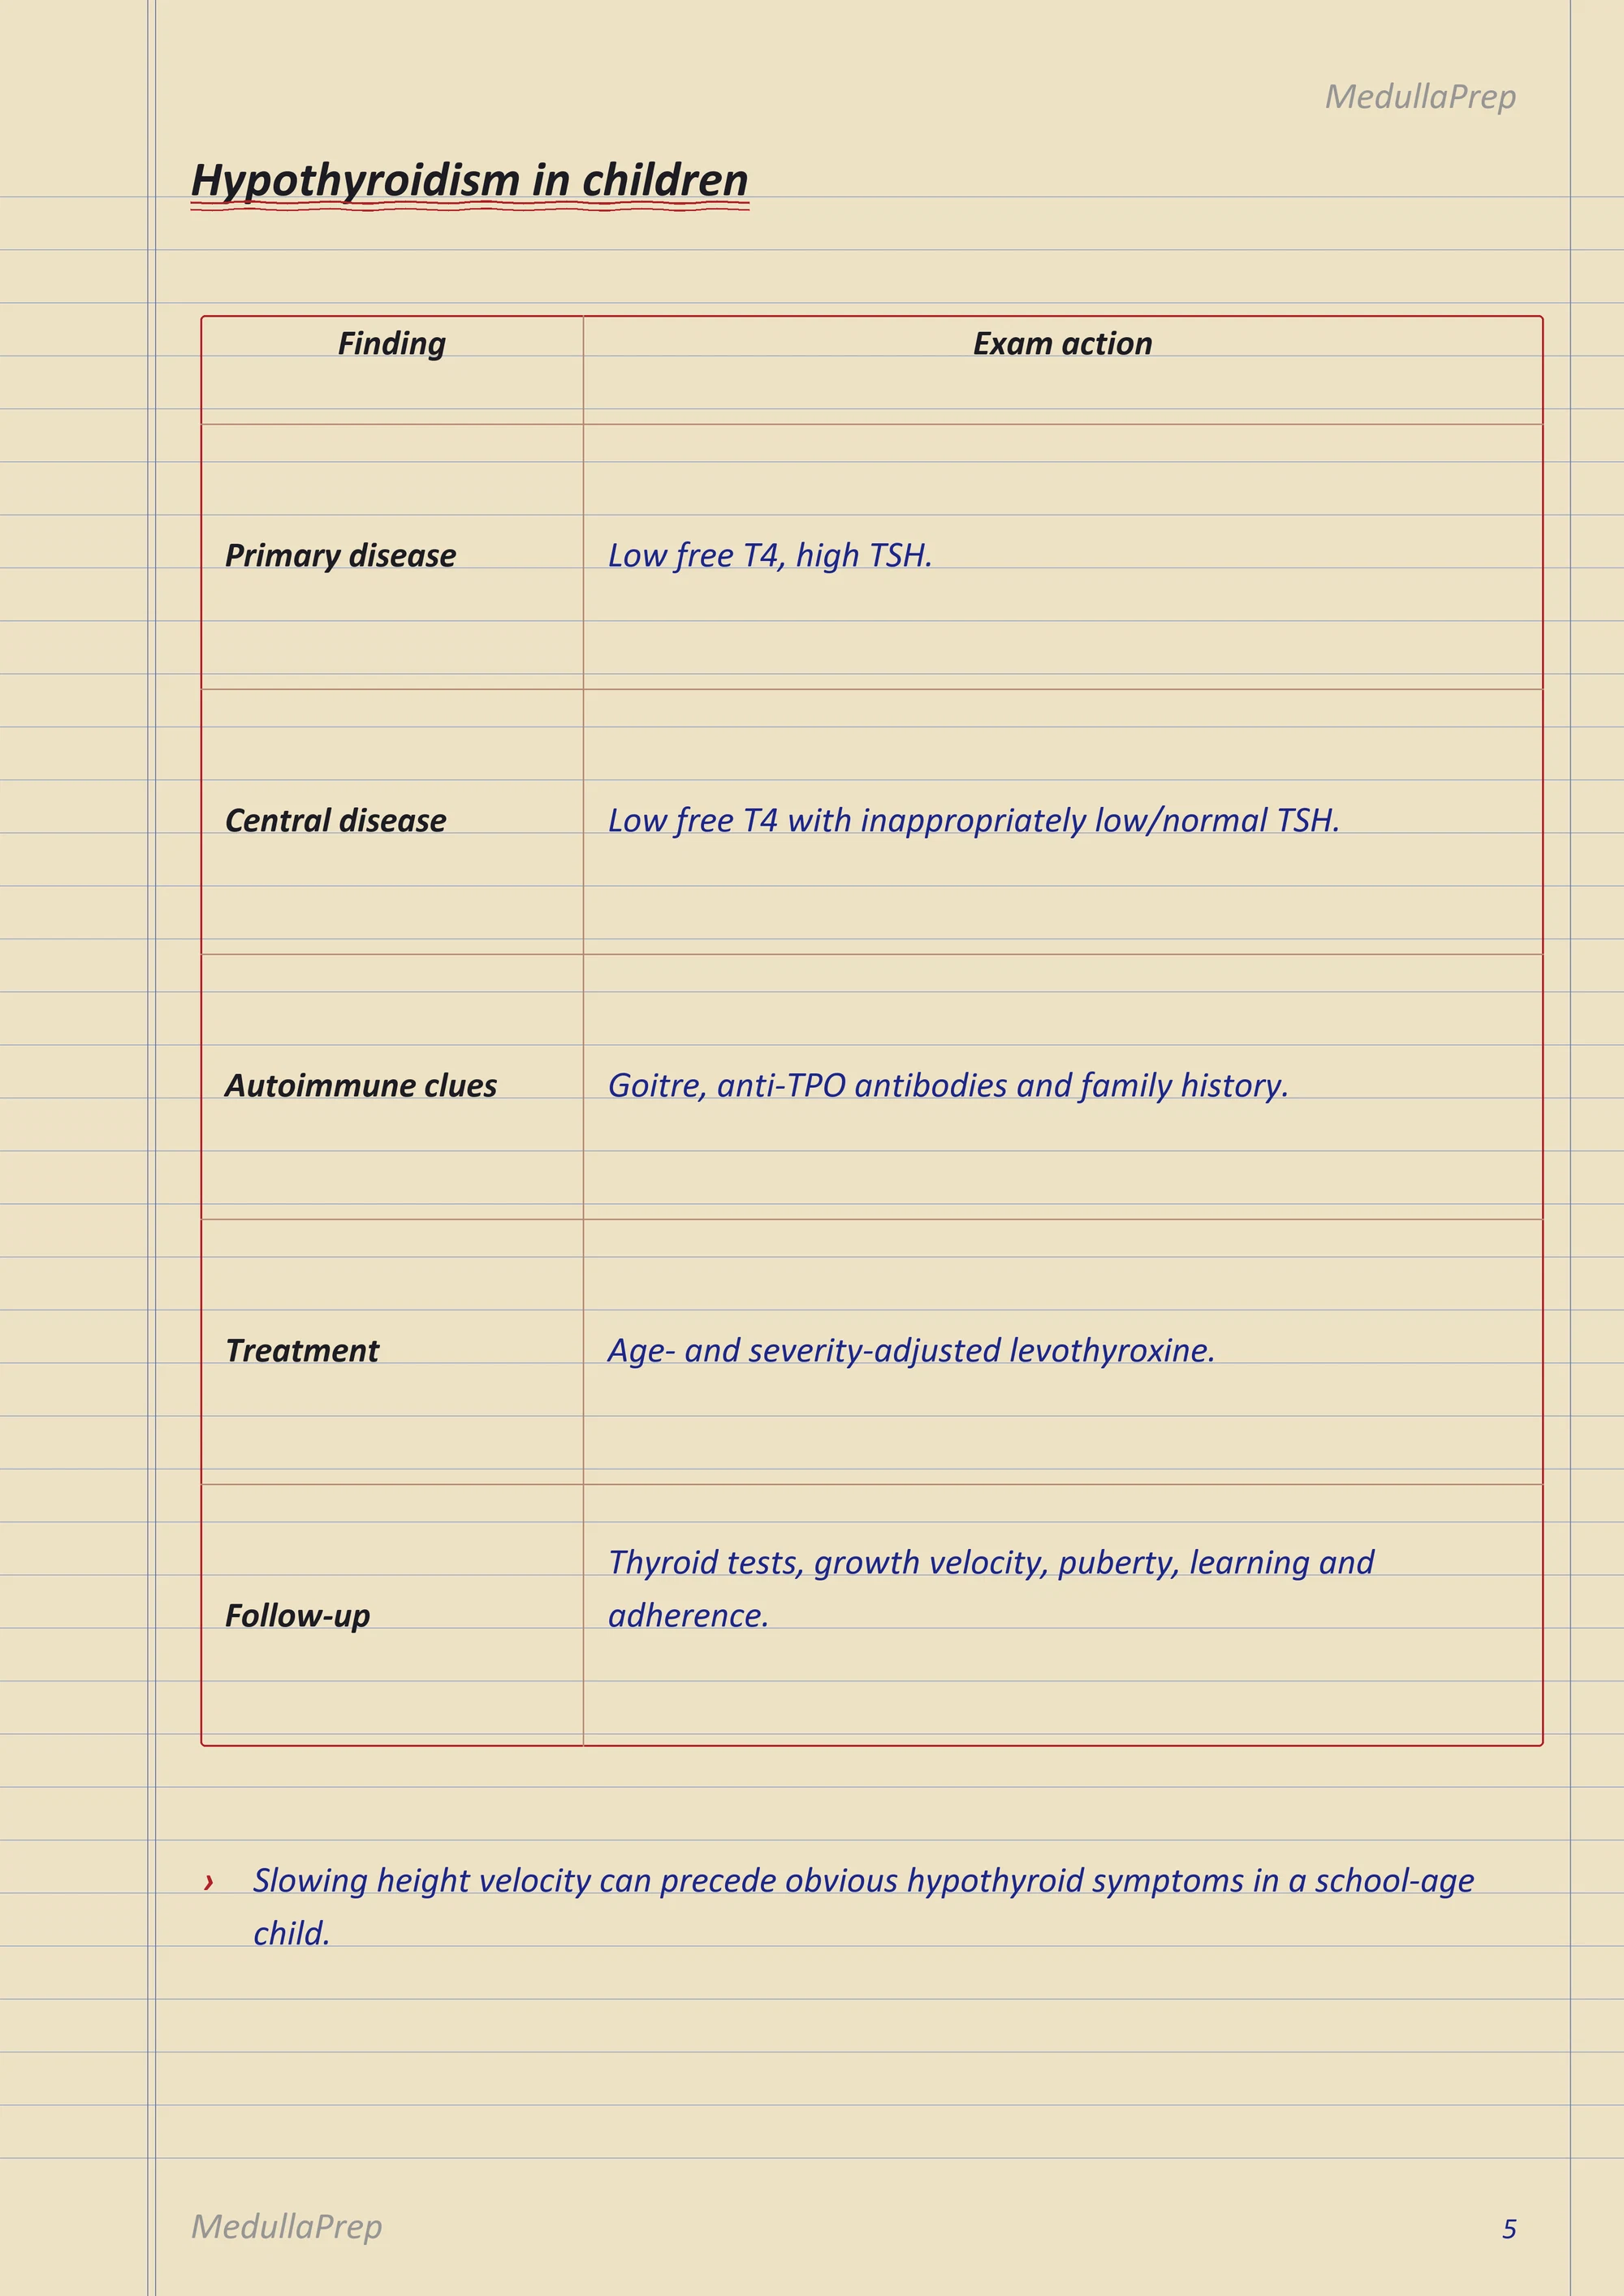 MedullaPrep
Hypothyroidism in children
Finding
Exam action
Primary disease
Low free T4, high TSH.
Central disease
Low free T4 with inappropriately low/normal TSH.
Autoimmune clues
Goitre, anti-TPO antibodies and family history.
Treatment
Age- and severity-adjusted levothyroxine.
Follow-up
Thyroid tests, growth velocity, puberty, learning and
adherence.
› Slowing height velocity can precede obvious hypothyroid symptoms in a school-age
child.
MedullaPrep
5